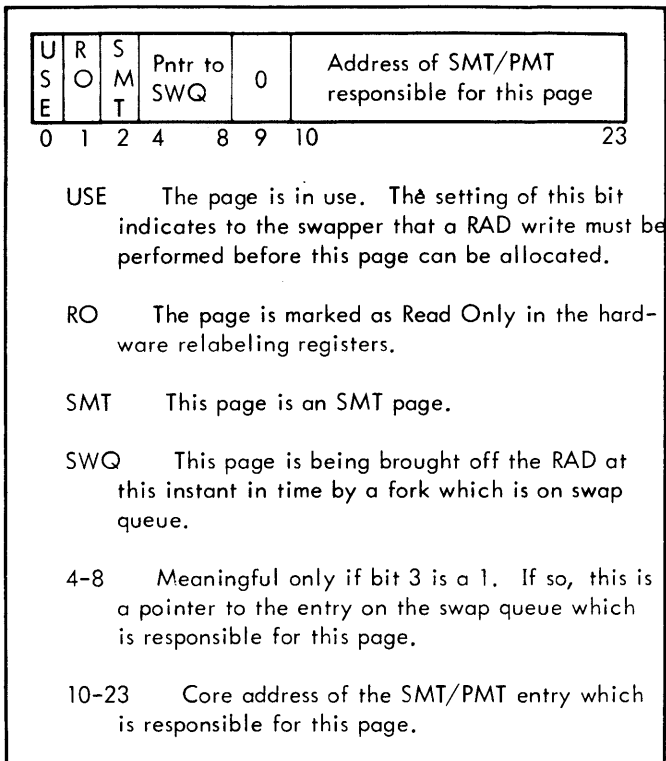 USE RO SMT Pntr to SWQ 0 Address of SMT/PMT responsible for this page
0 1 2 4 8 9 10 23
USE The page is in use. The setting of this bit
indicates to the swapper that a RAD write must be
performed before this page can be allocated.
RO The page is marked as Read Only in the hard-
ware relabeling registers.
SMT This page is an SMT page.
SWQ This page is being brought off the RAD at
this instant in time by a fork which is on swap
queue.
4-8 Meaningful only if bit 3 is a 1. If so, this is
a pointer to the entry on the swap queue which
is responsible for this page.
10-23 Core address of the SMT/PMT entry which
is responsible for this page.